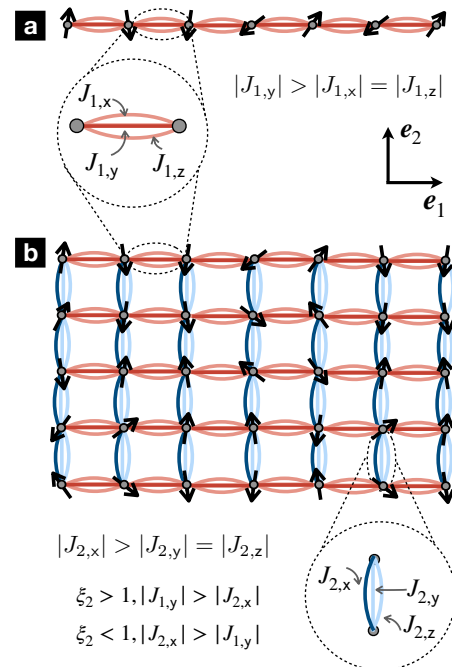 a
|J₁,y| > |J₁,x| = |J₁,z|
J₁,x
J₁,y
J₁,z
e₂
e₁
b
|J₂,x| > |J₂,y| = |J₂,z|
J₂,x
J₂,y
J₂,z
ξ₂ > 1, |J₁,y| > |J₂,x|
ξ₂ < 1, |J₂,x| > |J₁,y|